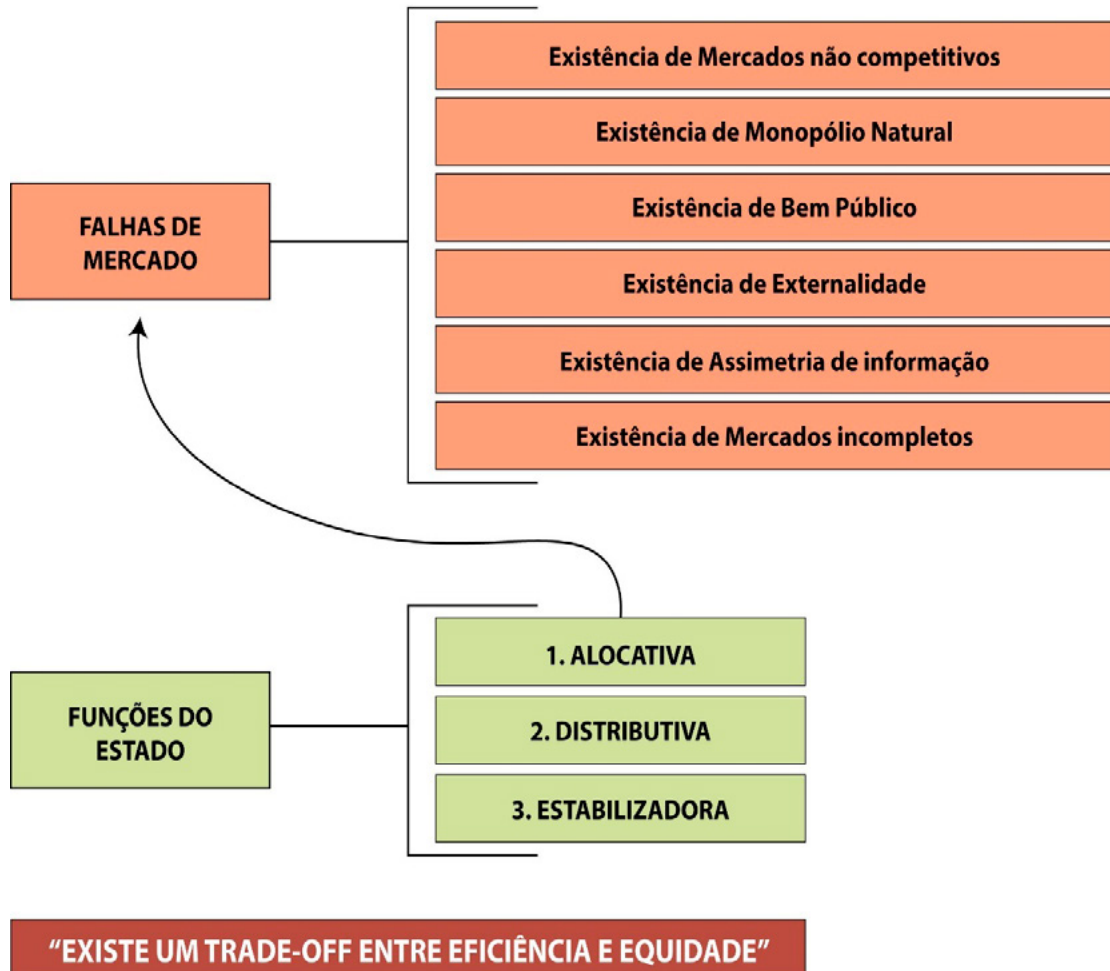 Existência de Mercados não competitivos
Existência de Monopólio Natural
Existência de Bem Público
FALHAS DE
MERCADO
Existência de Externalidade
Existência de Assimetria de informação
Existência de Mercados incompletos
1. ALOCATIVA
FUNÇÕES DO
ESTADO
2. DISTRIBUTIVA
3. ESTABILIZADORA
“EXISTE UM TRADE-OFF ENTRE EFICIÊNCIA E EQUIDADE”